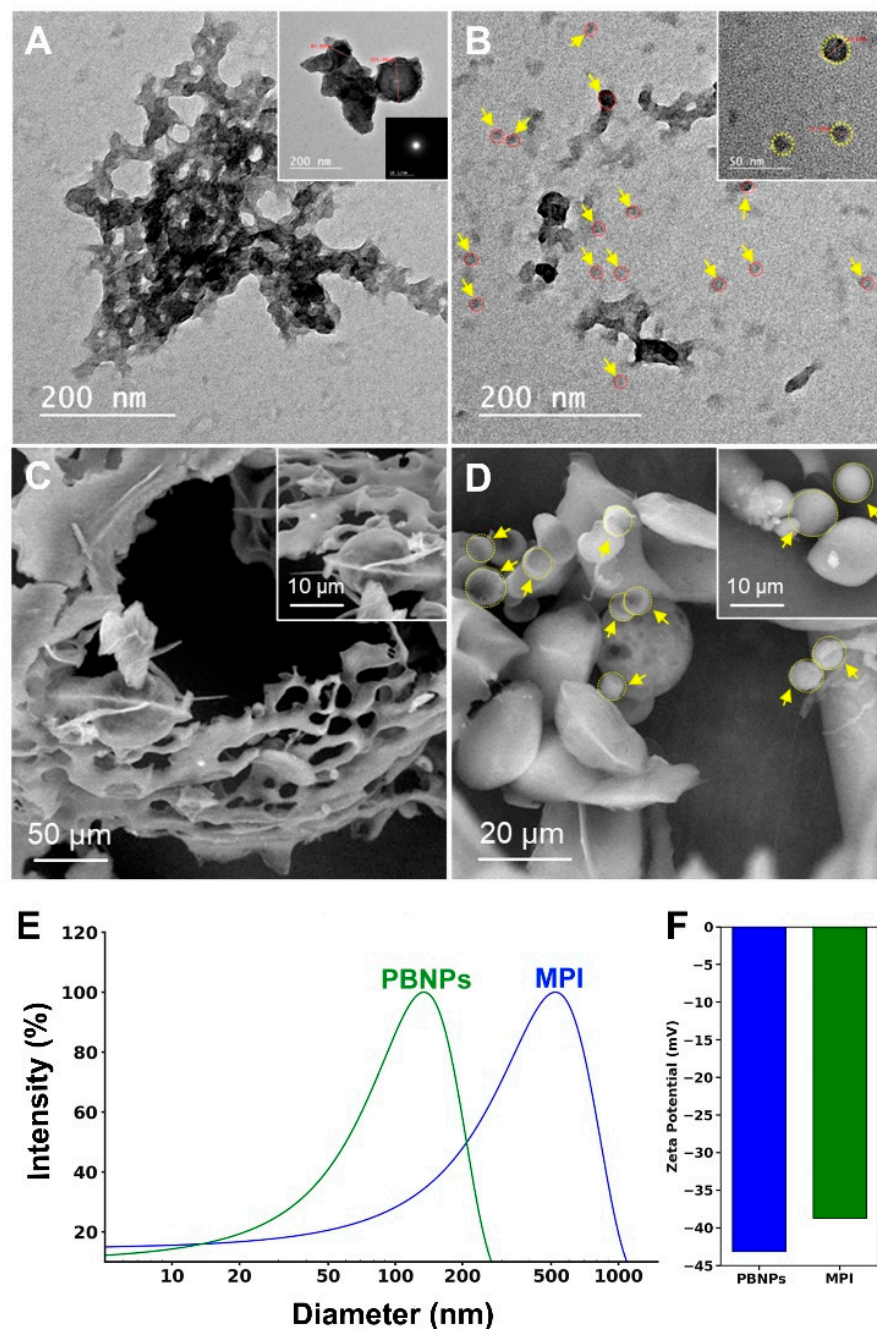 A
200 nm
200 nm
B
50 nm
200 nm
C
10 µm
50 µm
D
10 µm
20 µm
E
Intensity (%)
120
100
80
60
40
20
PBNPs
MPI
10
20
50
100
200
500
1000
Diameter (nm)
F
Zeta Potential (mV)
0
−5
−10
−15
−20
−25
−30
−35
−40
−45
PBNPs
MPI